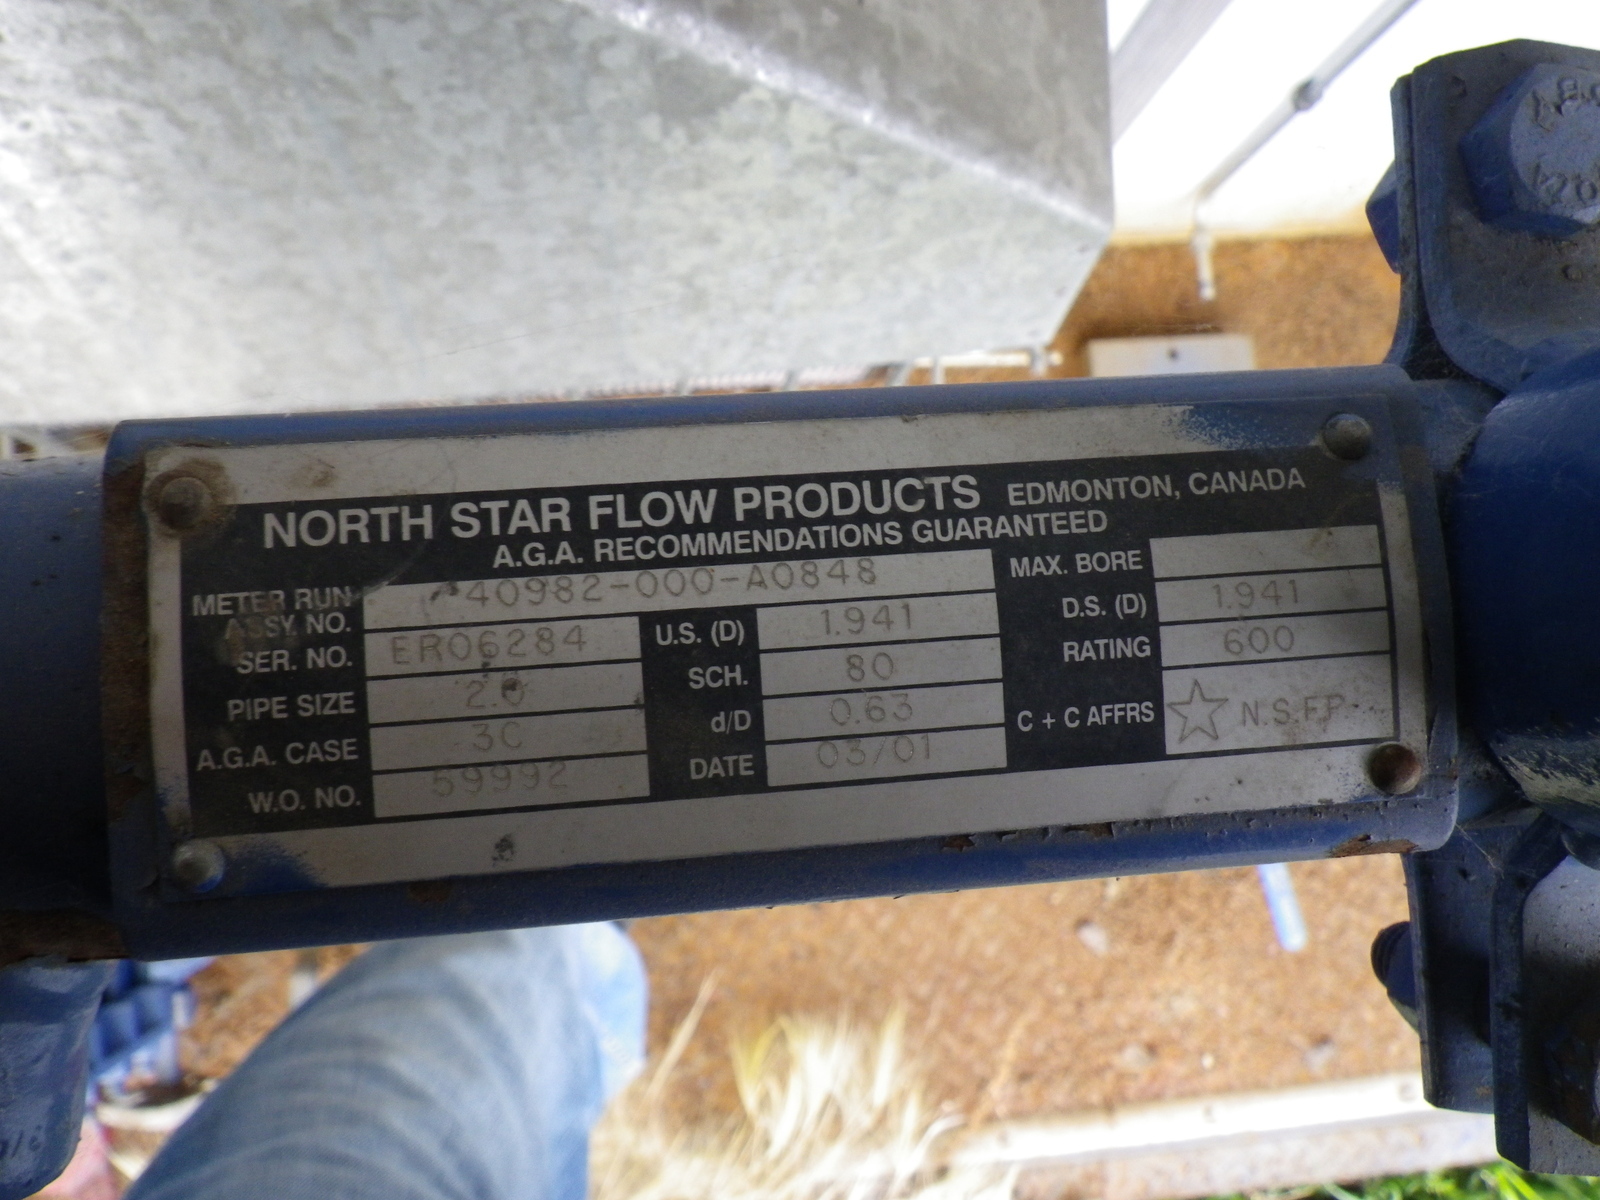 NORTH STAR FLOW PRODUCTS EDMONTON, CANADA
A.G.A. RECOMMENDATIONS GUARANTEED
METER RUN ASSY. NO. 40982-000-A0848
MAX. BORE
SER. NO. ER06284
U.S. (D) 1.941
D.S. (D) 1.941
PIPE SIZE 2.0
SCH. 80
RATING 600
A.G.A. CASE 3C
d/D 0.63
C + C AFFRS N.S.F.P.
W.O. NO. 59992
DATE 03/01